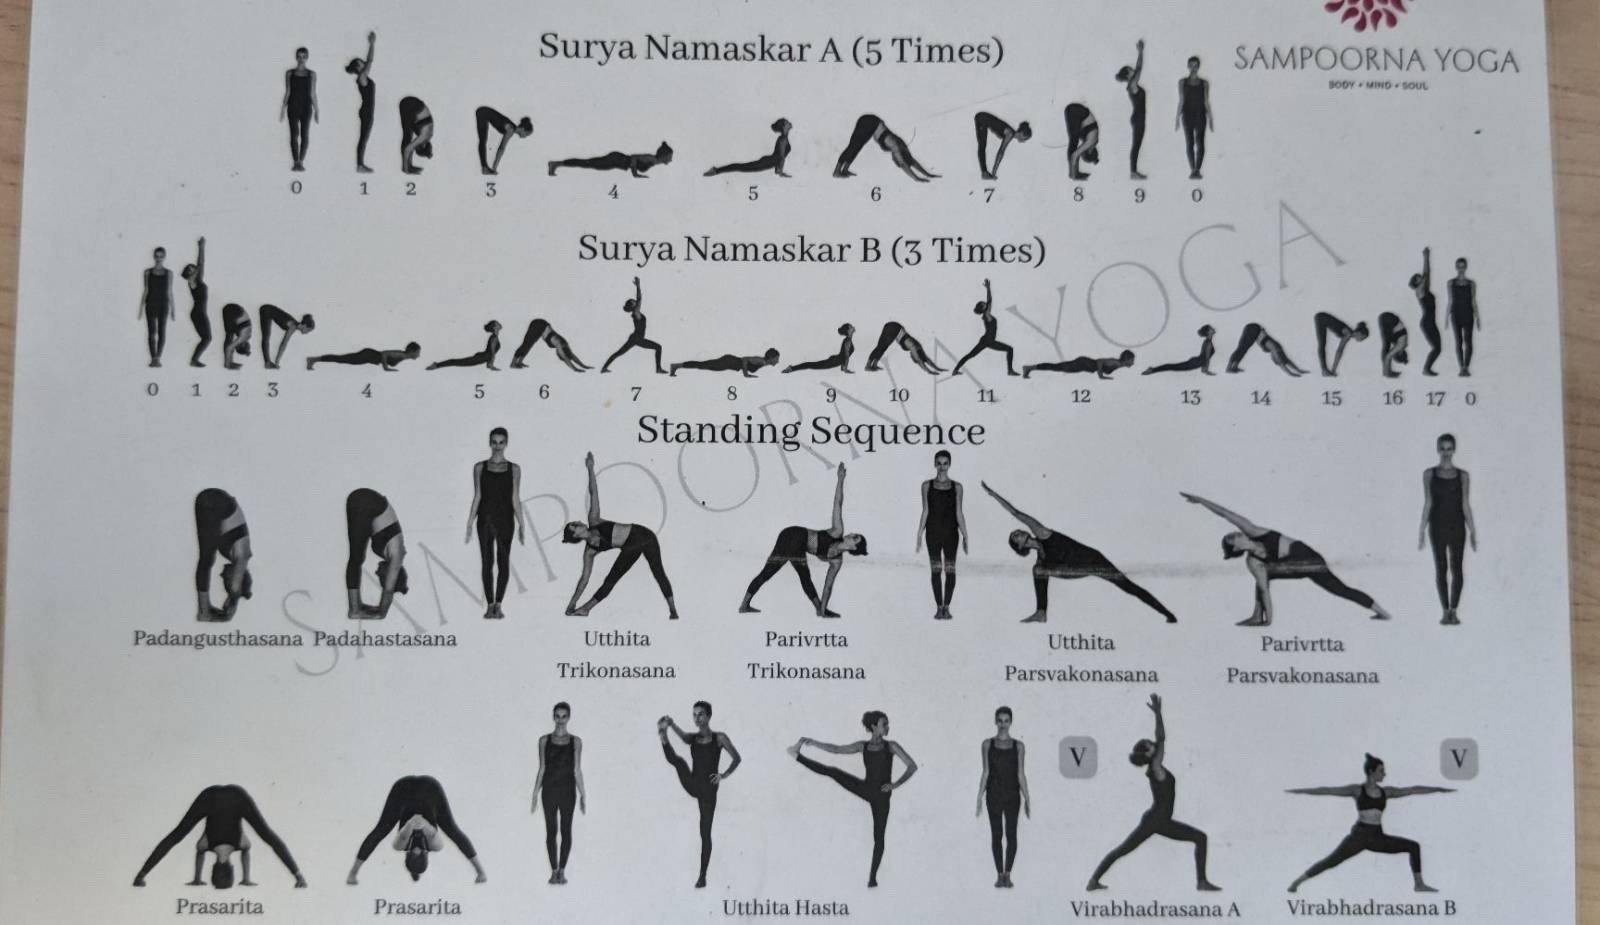 Surya Namaskar A (5 Times)
SAMPOORNA YOGA
BODY • MIND • SOUL
0 1 2 3 4 5 6 7 8 9 0
Surya Namaskar B (3 Times)
0 1 2 3 4 5 6 7 8 9 10 11 12 13 14 15 16 17 0
SAMPOORNA YOGA
Standing Sequence
Padangusthasana Padahastasana Utthita Parivrtta Utthita Parivrtta
Trikonasana Trikonasana Parsvakonasana Parsvakonasana
V V
Prasarita Prasarita Utthita Hasta Virabhadrasana A Virabhadrasana B